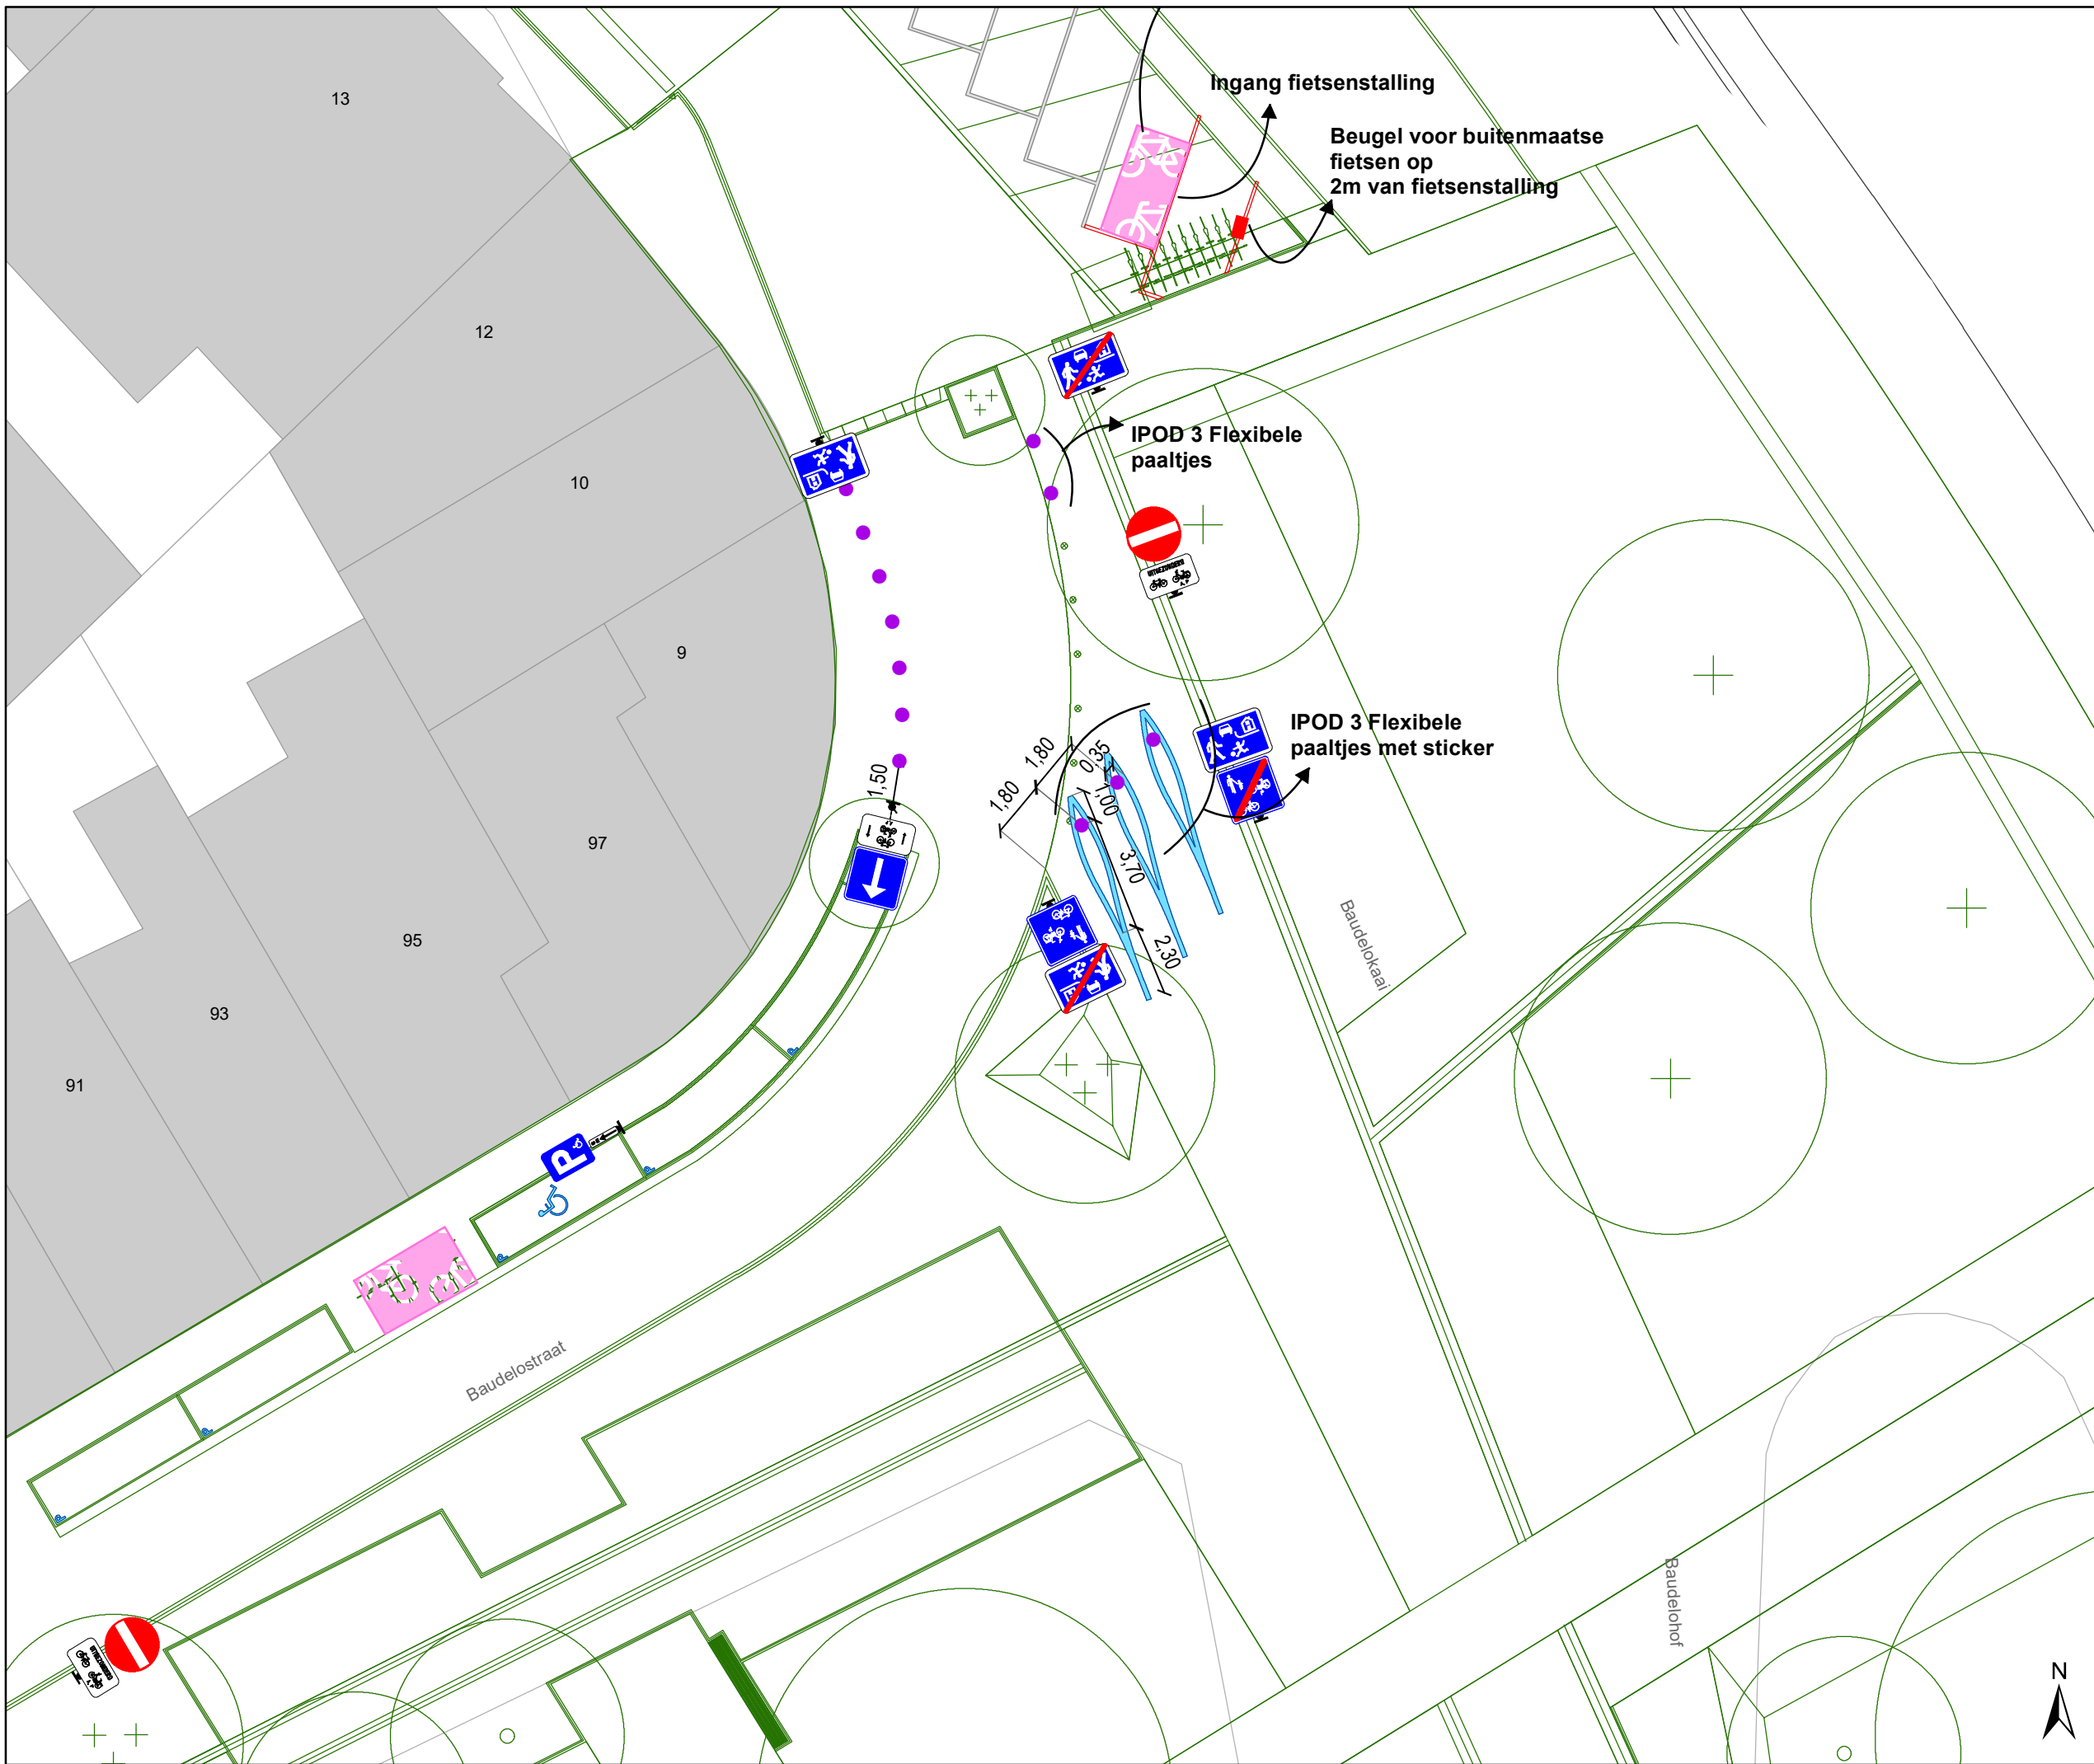 13
Ingang fietsenstalling
Beugel voor buitenmaatse
fietsen op
2m van fietsenstalling
12
IPOD 3 Flexibele
paaltjes
10
UITGEZONDERD
9
IPOD 3 Flexibele
paaltjes met sticker
1,80
0,35
1,80
1,50
1,00
97
3,70
95
Baudelokaai
2,30
93
91
P
Baudelostraat
Baudelohof
UITGEZONDERD
N